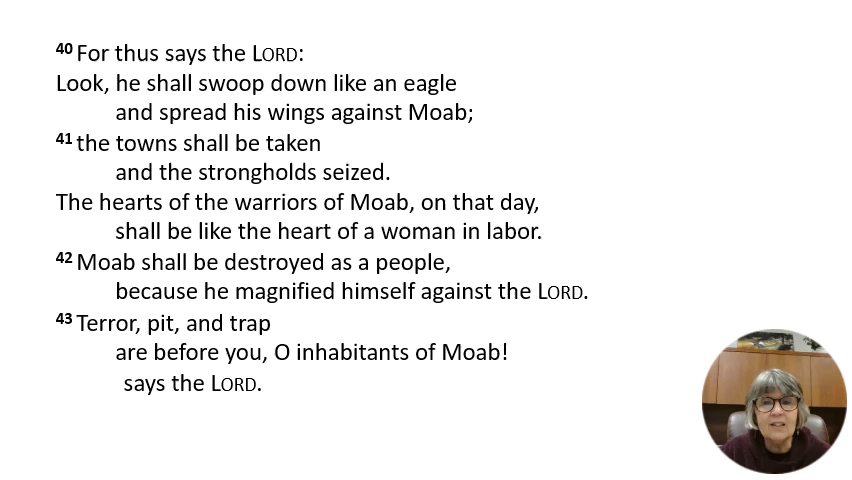 40 For thus says the LORD:
Look, he shall swoop down like an eagle
and spread his wings against Moab;
41 the towns shall be taken
and the strongholds seized.
The hearts of the warriors of Moab, on that day,
shall be like the heart of a woman in labor.
42 Moab shall be destroyed as a people,
because he magnified himself against the LORD.
43 Terror, pit, and trap
are before you, O inhabitants of Moab!
says the LORD.